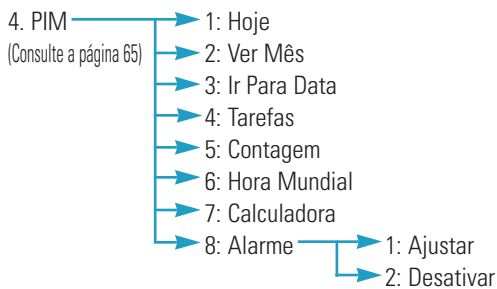 4. PIM
(Consulte a página 65)
1: Hoje
2: Ver Mês
3: Ir Para Data
4: Tarefas
5: Contagem
6: Hora Mundial
7: Calculadora
8: Alarme
1: Ajustar
2: Desativar